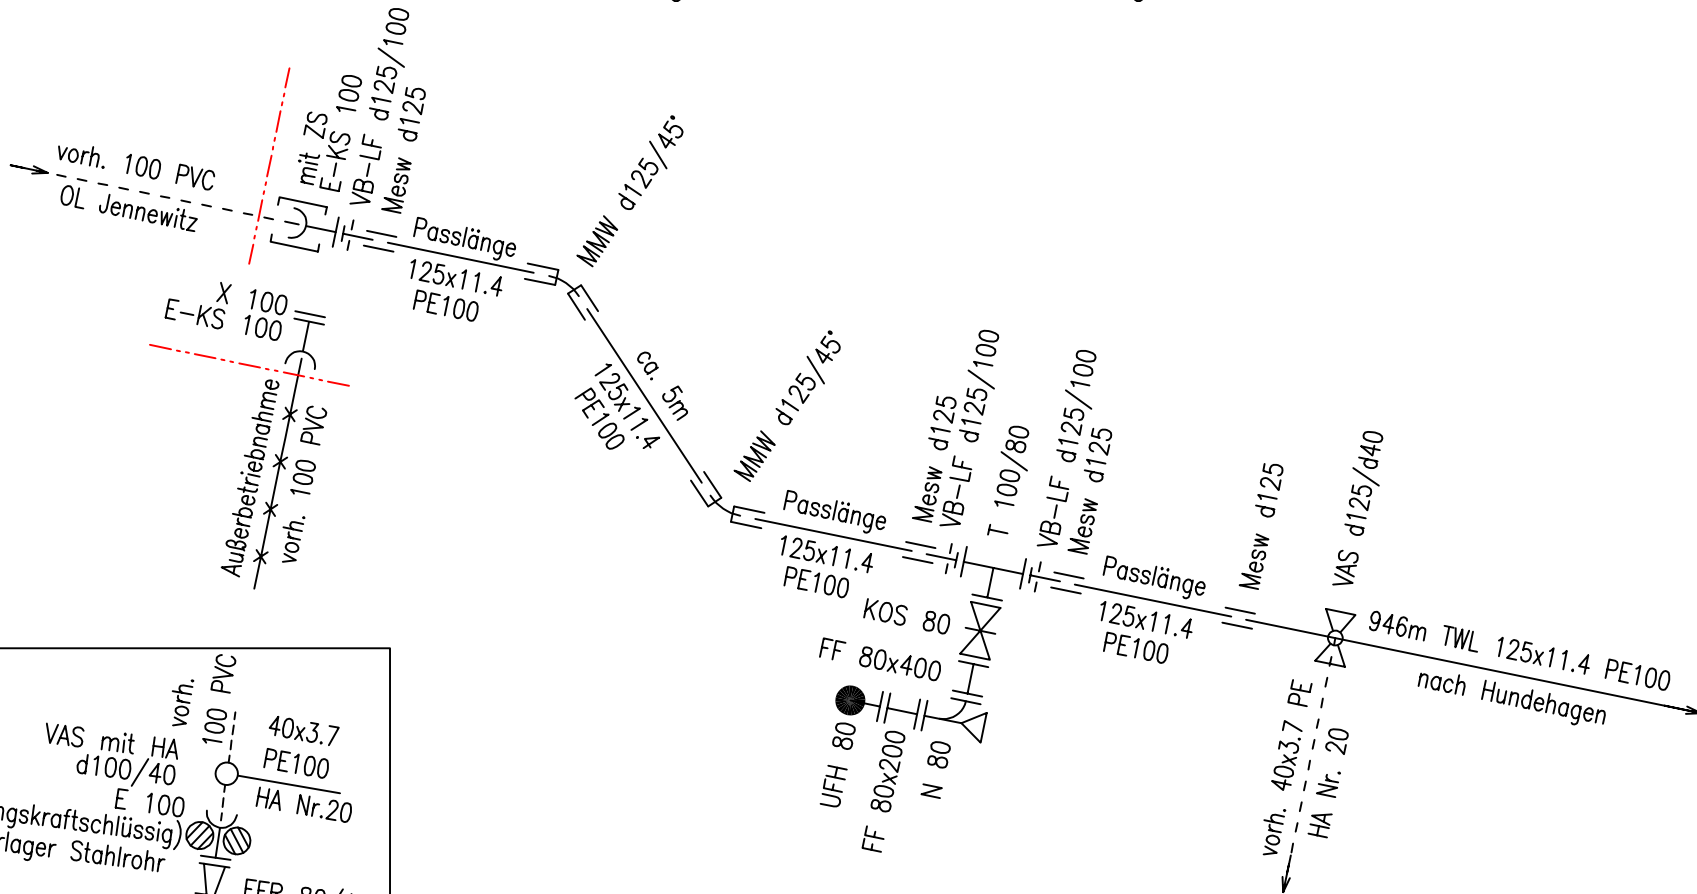 vorh. 100 PVC
OL Jennewitz
mit ZS
E-KS 100
VB-LF d125/100
Mesw d125
Passlänge
125x11.4
PE100
MMW d125/45°
X 100
E-KS 100
Außerbetriebnahme
vorh. 100 PVC
ca. 5m
125x11.4
PE100
MMW d125/45°
Passlänge
125x11.4
PE100
Mesw d125
VB-LF d125/100
T 100/80
VB-LF d125/100
Mesw d125
Passlänge
125x11.4
PE100
Mesw d125
VAS d125/d40
946m TWL 125x11.4 PE100
nach Hundehagen
KOS 80
FF 80x400
UFH 80
FF 80x200
N 80
vorh. 40x3.7 PE
HA Nr. 20
vorh.
100 PVC
40x3.7
PE100
HA Nr.20
VAS mit HA
d100/40
E 100
ngskraftschlüssig)
rlager Stahlrohr